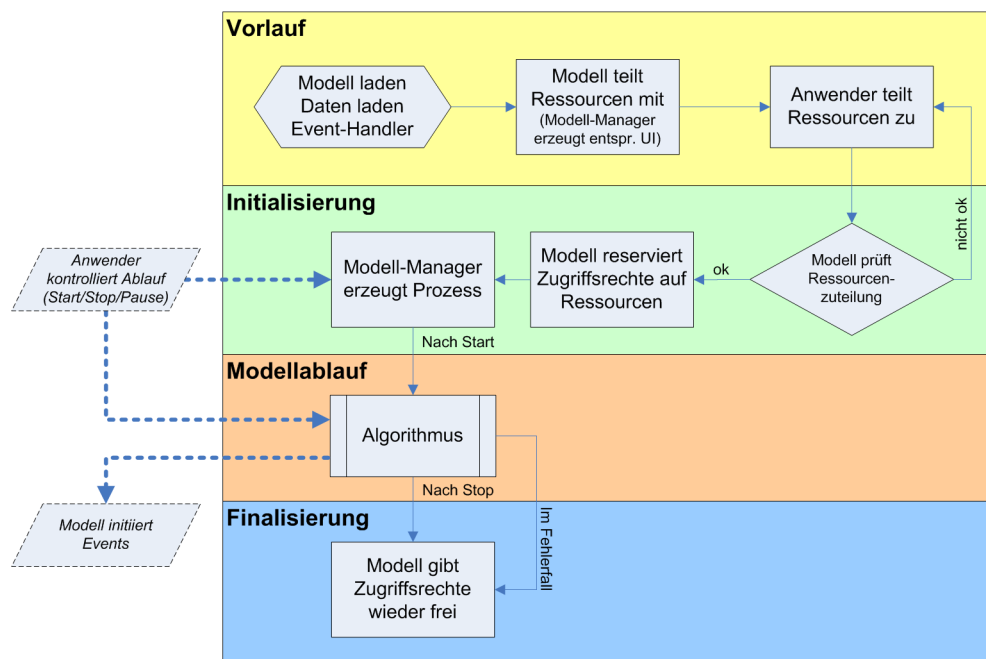 Vorlauf
Modell laden
Daten laden
Event-Handler
Modell teilt
Ressourcen mit
(Modell-Manager
erzeugt entspr. UI)
Anwender teilt
Ressourcen zu
nicht ok
Initialisierung
Anwender
kontrolliert Ablauf
(Start/Stop/Pause)
Modell-Manager
erzeugt Prozess
Modell reserviert
Zugriffsrechte auf
Ressourcen
ok
Modell prüft
Ressourcen-
zuteilung
Nach Start
Modellablauf
Algorithmus
Nach Stop
Im Fehlerfall
Modell initiiert
Events
Finalisierung
Modell gibt
Zugriffsrechte
wieder frei